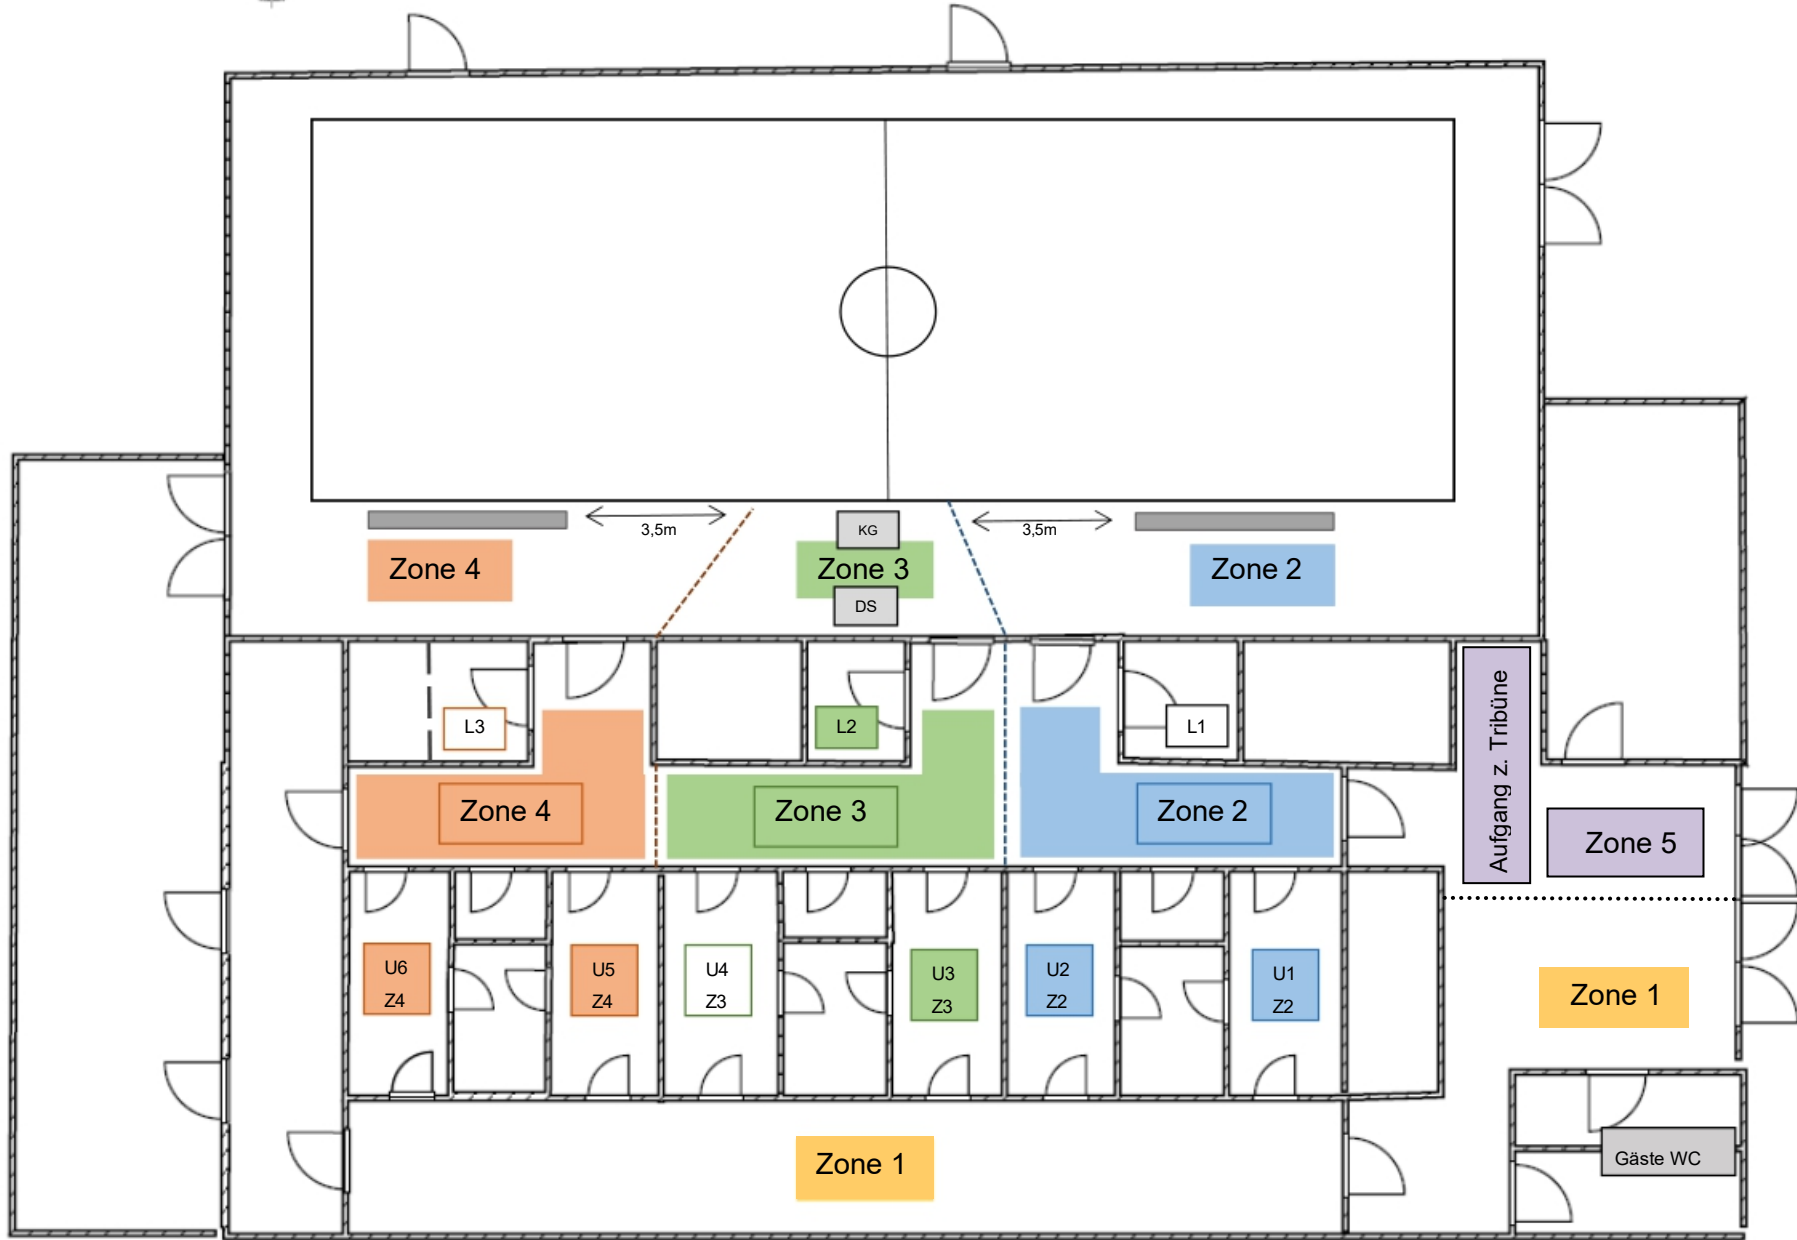 KG
3,5m
3,5m
Zone 4
Zone 3
Zone 2
DS
L3
L2
L1
Aufgang z. Tribüne
Zone 4
Zone 3
Zone 2
Zone 5
U6
Z4
U5
Z4
U4
Z3
U3
Z3
U2
Z2
U1
Z2
Zone 1
Zone 1
Gäste WC